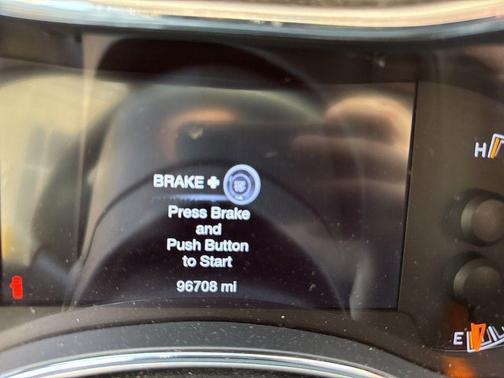 BRAKE +
Press Brake
and
Push Button
to Start
96708 mi
H
E